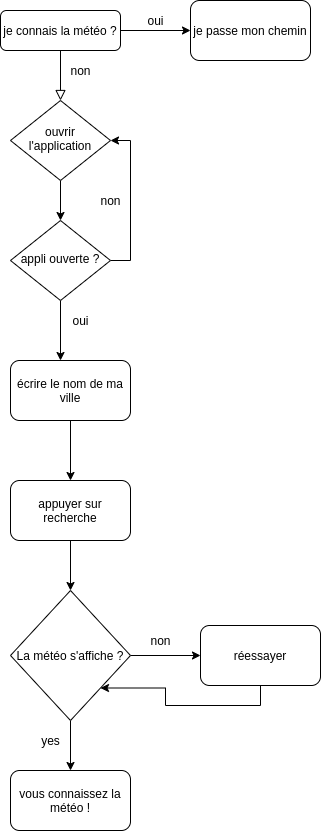 je connais la météo ?
oui
je passe mon chemin
non
ouvrir
l'application
non
appli ouverte ?
oui
écrire le nom de ma
ville
appuyer sur
recherche
La météo s'affiche ?
non
réessayer
yes
vous connaissez la
météo !